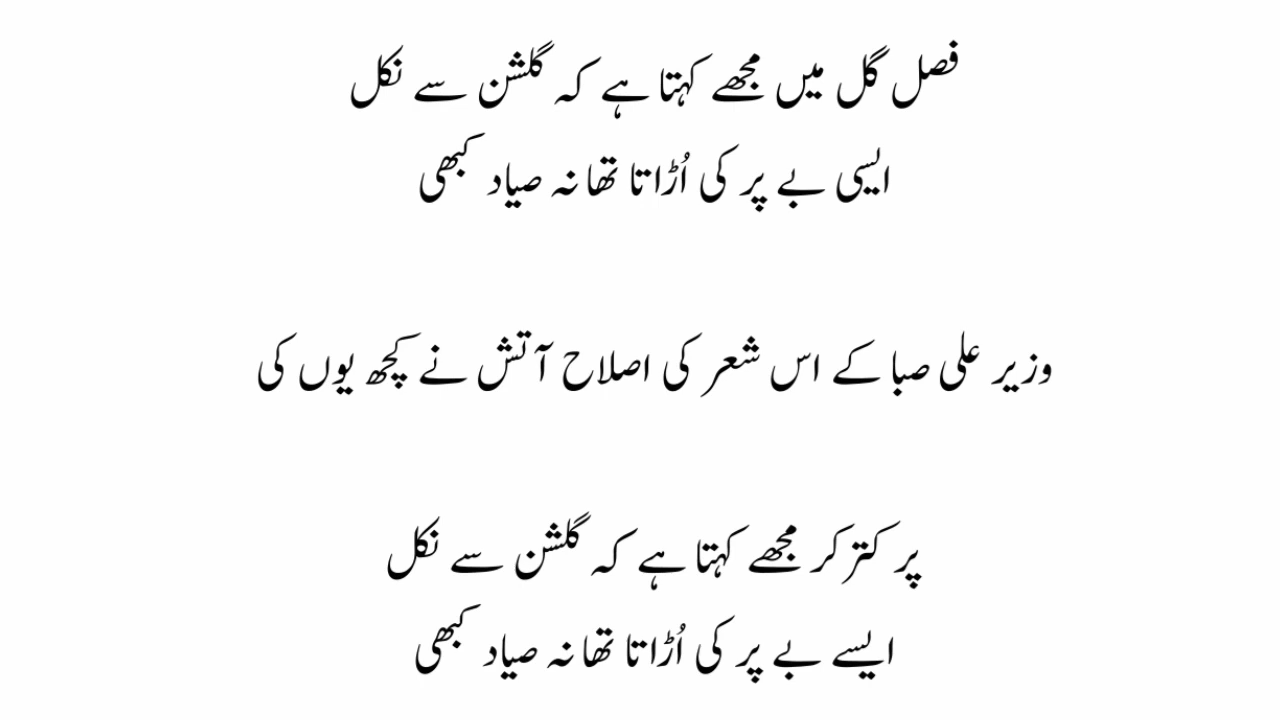 فصل گل میں مجھے کہتا ہے کہ گلشن سے نکل
ایسی بے پر کی اُڑاتا تھا نہ صیاد کبھی
وزیر علی صبا کے اس شعر کی اصلاح آتش نے کچھ یوں کی
پر کتر کر مجھے کہتا ہے کہ گلشن سے نکل
ایسے بے پر کی اُڑاتا تھا نہ صیاد کبھی